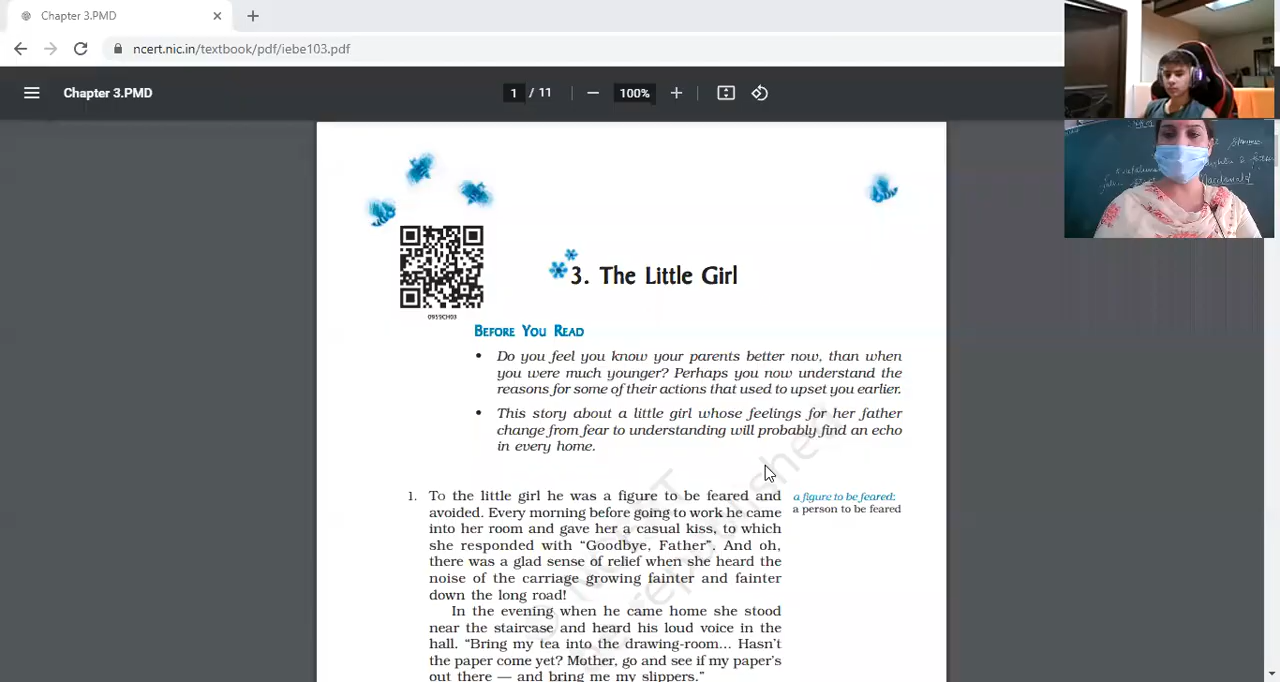 Chapter 3.PMD
ncert.nic.in/textbook/pdf/iebe103.pdf
Chapter 3.PMD
1 / 11
100%
0955CH03
3. The Little Girl
BEFORE YOU READ
• Do you feel you know your parents better now, than when
you were much younger? Perhaps you now understand the
reasons for some of their actions that used to upset you earlier.
• This story about a little girl whose feelings for her father
change from fear to understanding will probably find an echo
in every home.
1. To the little girl he was a figure to be feared and
avoided. Every morning before going to work he came
into her room and gave her a casual kiss, to which
she responded with “Goodbye, Father”. And oh,
there was a glad sense of relief when she heard the
noise of the carriage growing fainter and fainter
down the long road!
a figure to be feared:
a person to be feared
In the evening when he came home she stood
near the staircase and heard his loud voice in the
hall. “Bring my tea into the drawing-room... Hasn’t
the paper come yet? Mother, go and see if my paper’s
out there — and bring me my slippers.”
Macdonald